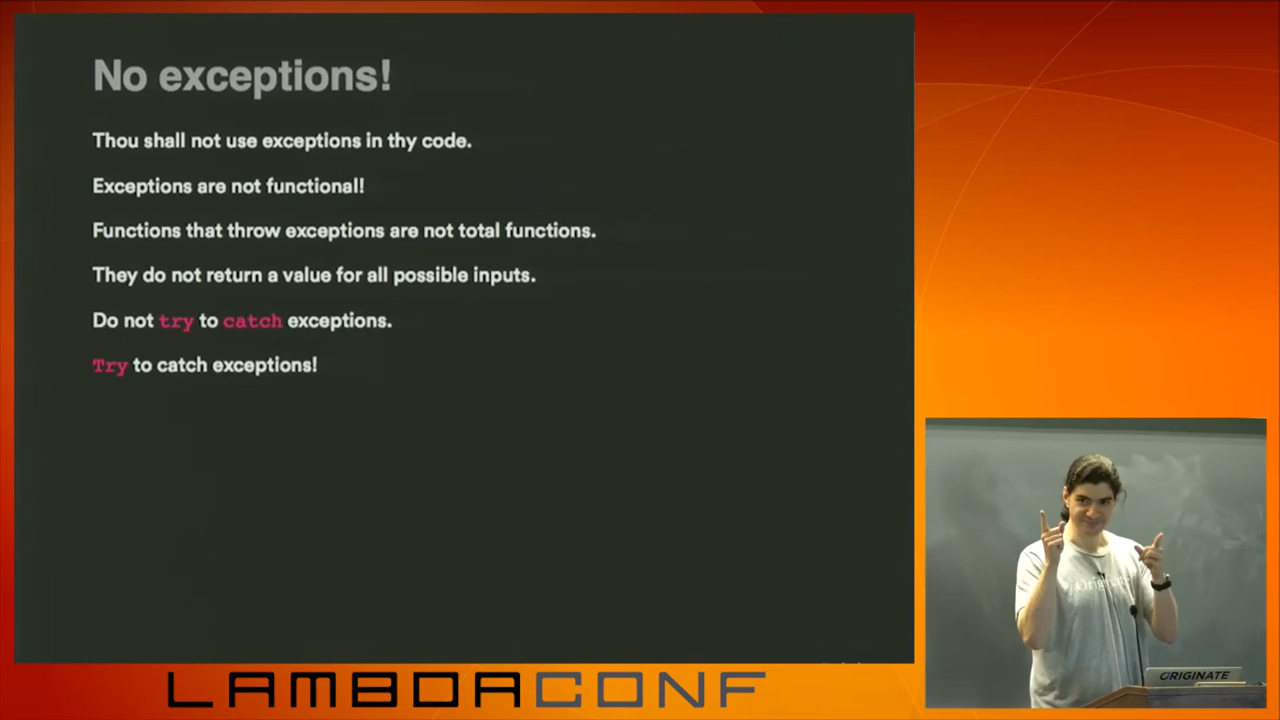 No exceptions!
Thou shall not use exceptions in thy code.
Exceptions are not functional!
Functions that throw exceptions are not total functions.
They do not return a value for all possible inputs.
Do not try to catch exceptions.
Try to catch exceptions!
ORIGINATE
LAMBDACONF